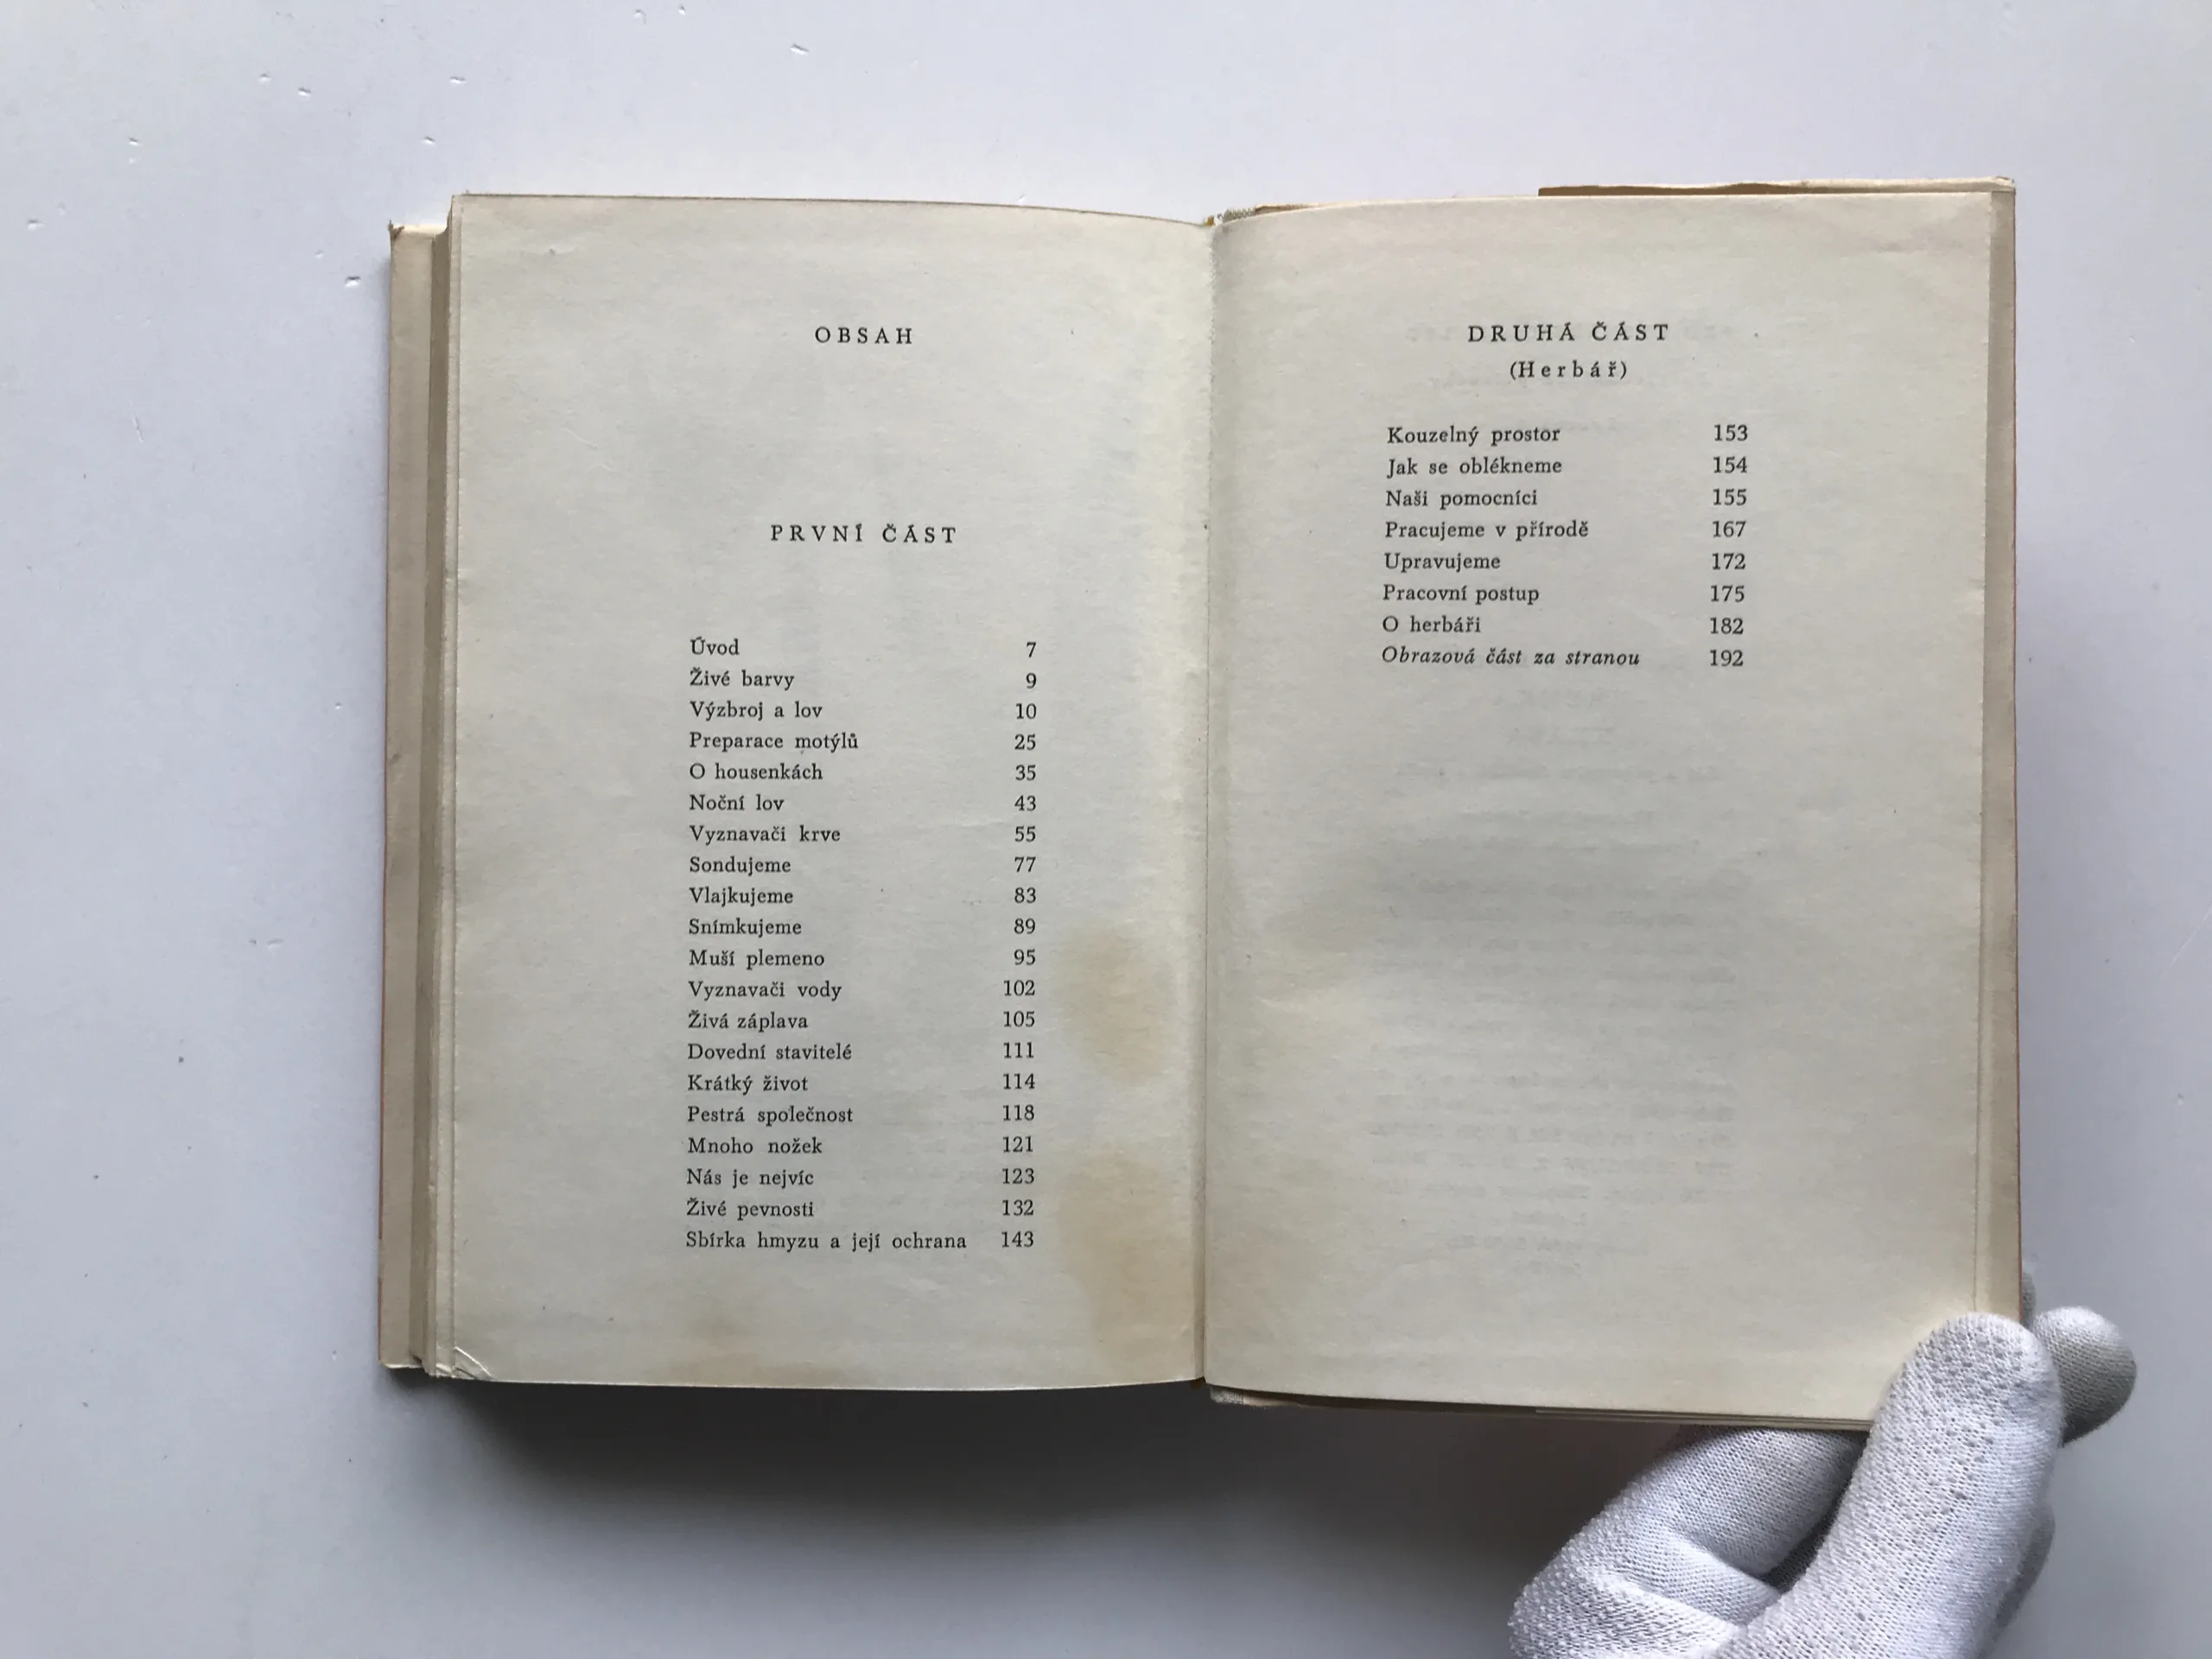 OBSAH
PRVNÍ ČÁST
Úvod 7
Živé barvy 9
Výzbroj a lov 10
Preparace motýlů 25
O housenkách 35
Noční lov 43
Vyznavači krve 55
Sondujeme 77
Vlajkujeme 83
Snímkujeme 89
Muší plemeno 95
Vyznavači vody 102
Živá záplava 105
Dovední stavitelé 111
Krátký život 114
Pestrá společnost 118
Mnoho nožek 121
Nás je nejvíc 123
Živé pevnosti 132
Sbírka hmyzu a její ochrana 143
DRUHÁ ČÁST
(Herbář)
Kouzelný prostor 153
Jak se oblékneme 154
Naši pomocníci 155
Pracujeme v přírodě 167
Upravujeme 172
Pracovní postup 175
O herbáři 182
Obrazová část za stranou 192